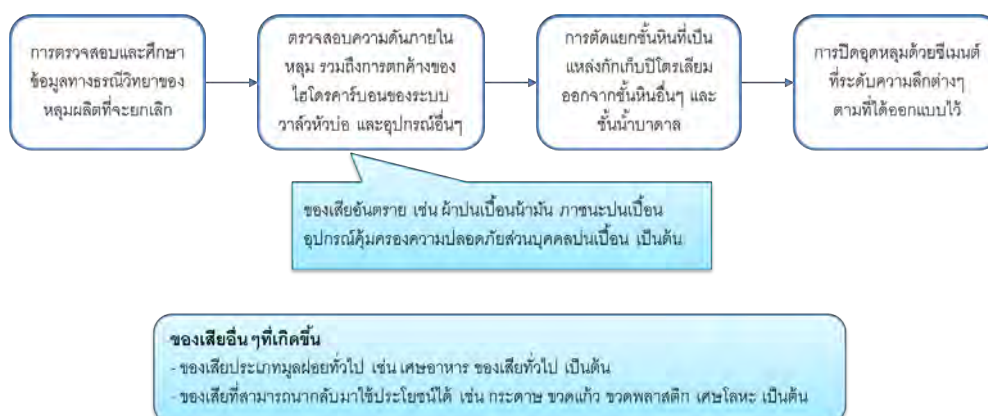 การตรวจสอบและศึกษา
ข้อมูลทางธรณีวิทยาของ
หลุมผลิตที่จะยกเลิก
ตรวจสอบความดันภายใน
หลุม รวมถึงการตกค้างของ
ไฮโดรคาร์บอนของระบบ
วาล์วหัวบ่อ และอุปกรณ์อื่นๆ
การตัดแยกชั้นหินที่เป็น
แหล่งกักเก็บปิโตรเลียม
ออกจากชั้นหินอื่นๆ และ
ชั้นน้ำบาดาล
การปิดอุดหลุมด้วยซีเมนต์
ที่ระดับความลึกต่างๆ
ตามที่ได้ออกแบบไว้
ของเสียอันตราย เช่น ผ้าปนเปื้อนน้ามัน ภาชนะปนเปื้อน
อุปกรณ์คุ้มครองความปลอดภัยส่วนบุคคลปนเปื้อน เป็นต้น
ของเสียอื่นๆที่เกิดขึ้น
- ของเสียประเภทมูลฝอยทั่วไป เช่น เศษอาหาร ของเสียทั่วไป เป็นต้น
- ของเสียที่สามารถนากลับมาใช้ประโยชน์ได้ เช่น กระดาษ ขวดแก้ว ขวดพลาสติก เศษโลหะ เป็นต้น